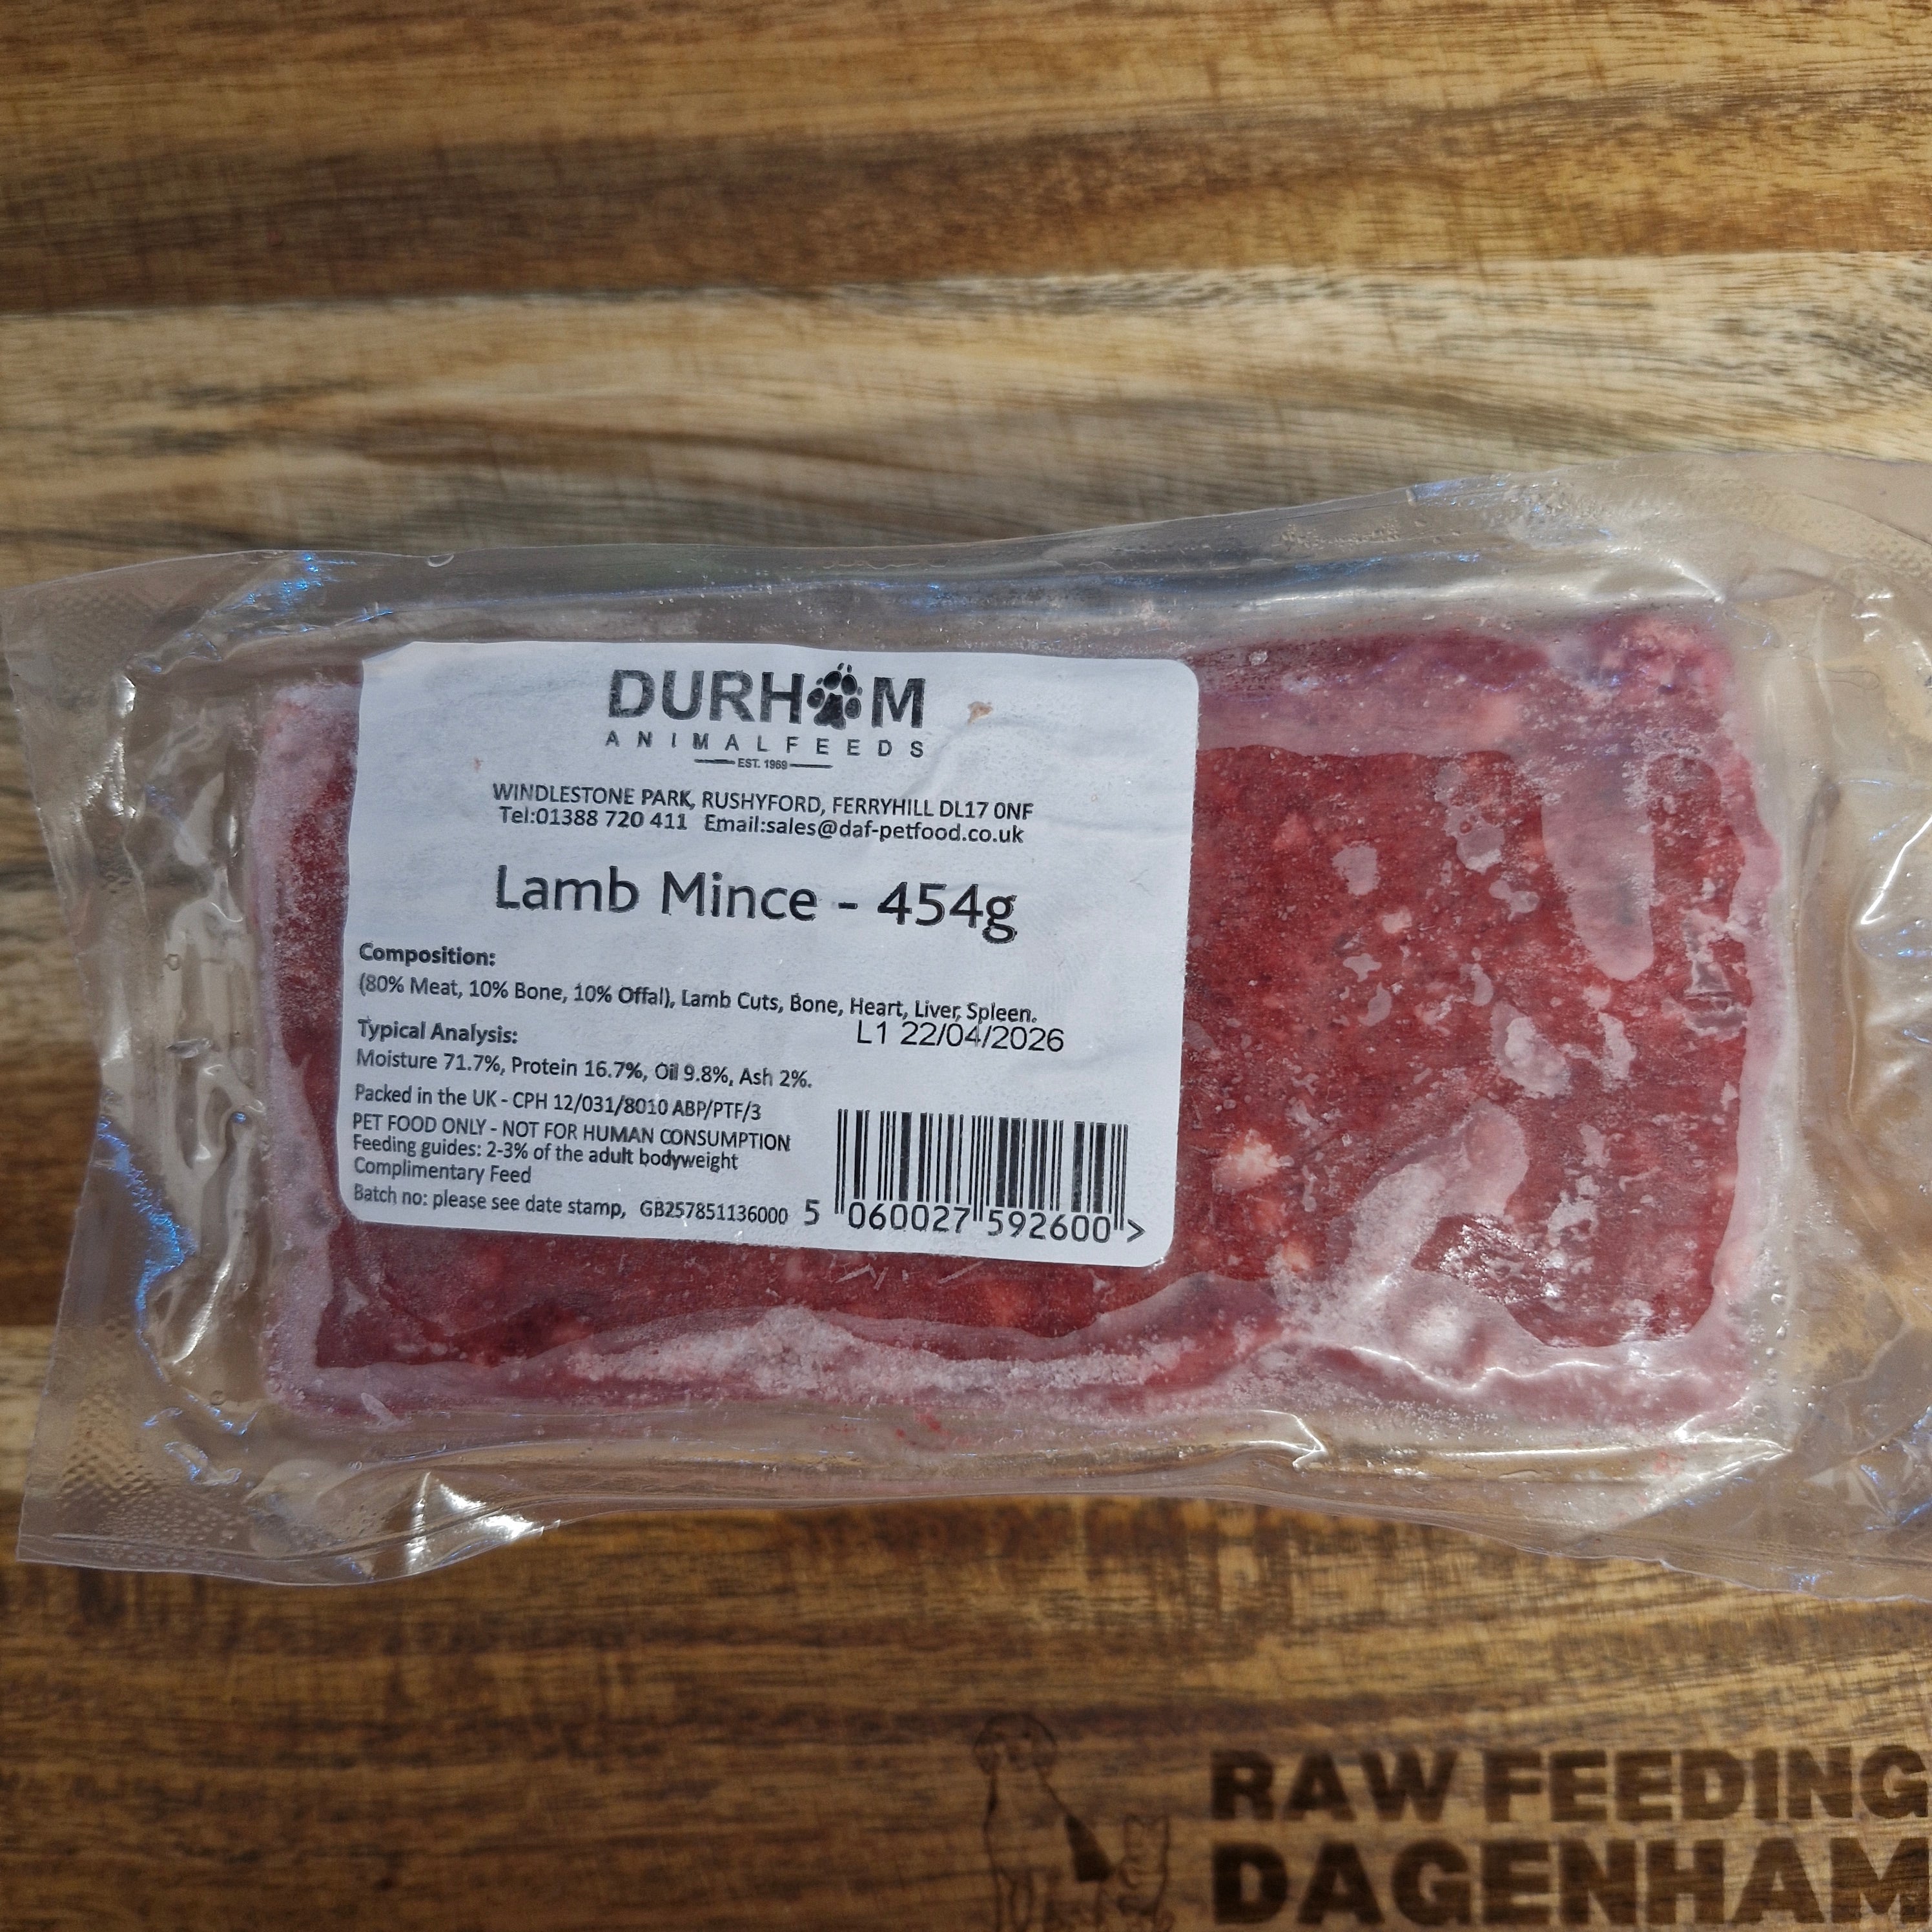 DURHAM
ANIMAL FEEDS
EST. 1969
WINDLESTONE PARK, RUSHYFORD, FERRYHILL DL17 0NF
Tel:01388 720 411 Email:sales@daf-petfood.co.uk
Lamb Mince - 454g
Composition:
(80% Meat, 10% Bone, 10% Offal), Lamb Cuts, Bone, Heart, Liver, Spleen.
L1 22/04/2026
Typical Analysis:
Moisture 71.7%, Protein 16.7%, Oil 9.8%, Ash 2%.
Packed in the UK - CPH 12/031/8010 ABP/PTF/3
PET FOOD ONLY - NOT FOR HUMAN CONSUMPTION
Feeding guides: 2-3% of the adult bodyweight
Complimentary Feed
Batch no: please see date stamp, GB257851136000
5 060027 592600 >
RAW FEEDING
DAGENHAM